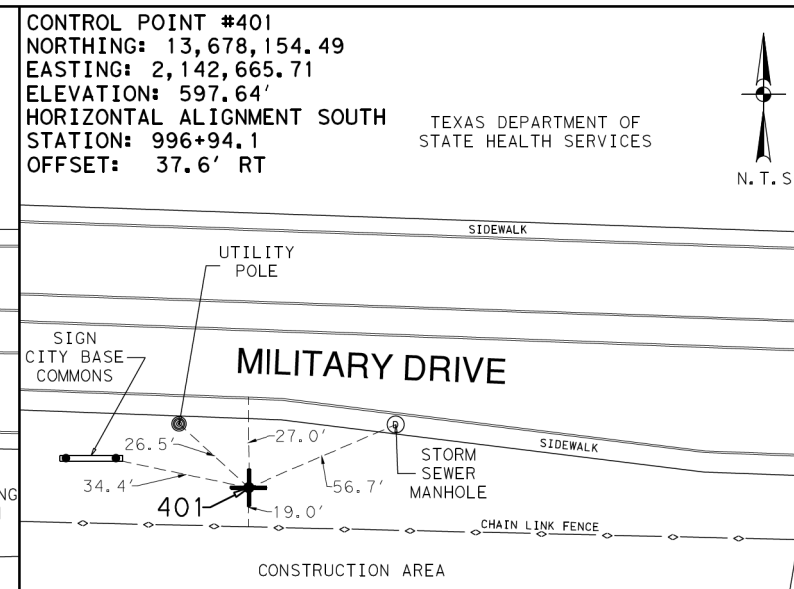 CONTROL POINT #401
NORTHING: 13,678,154.49
EASTING: 2,142,665.71
ELEVATION: 597.64'
HORIZONTAL ALIGNMENT SOUTH
STATION: 996+94.1
OFFSET: 37.6' RT
TEXAS DEPARTMENT OF
STATE HEALTH SERVICES
N.T.S
SIDEWALK
UTILITY
POLE
SIGN
CITY BASE
COMMONS
MILITARY DRIVE
SIDEWALK
26.5'
27.0'
34.4'
56.7'
STORM
SEWER
MANHOLE
D
401
19.0'
CHAIN LINK FENCE
CONSTRUCTION AREA
NG